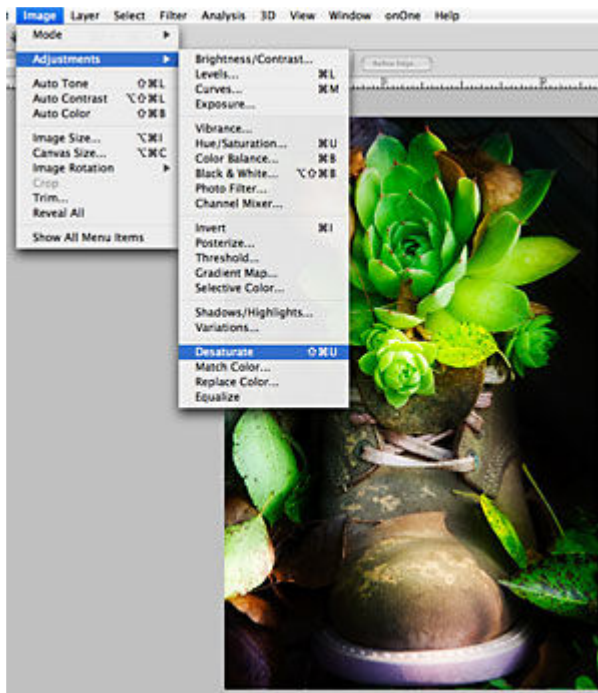 Image Layer Select Filter Analysis 3D View Window onOne Help
Mode
Adjustments
Auto Tone ⇧⌘L
Auto Contrast ⌥⇧⌘L
Auto Color ⇧⌘B
Image Size... ⌥⌘I
Canvas Size... ⌥⌘C
Image Rotation
Crop
Trim...
Reveal All
Show All Menu Items
Brightness/Contrast...
Levels... ⌘L
Curves... ⌘M
Exposure...
Vibrance...
Hue/Saturation... ⌘U
Color Balance... ⌘B
Black & White... ⌥⇧⌘B
Photo Filter...
Channel Mixer...
Invert ⌘I
Posterize...
Threshold...
Gradient Map...
Selective Color...
Shadows/Highlights...
Variations...
Desaturate ⇧⌘U
Match Color...
Replace Color...
Equalize
Refine Edge...